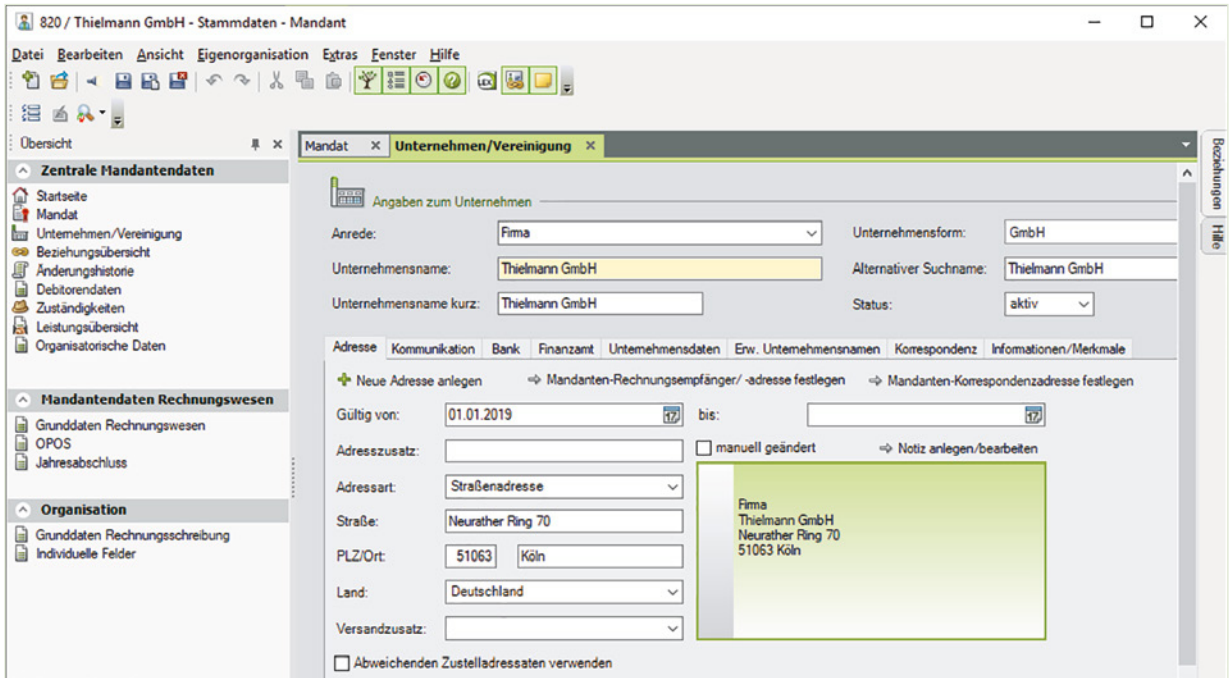 820 / Thielmann GmbH - Stammdaten - Mandant
Datei Bearbeiten Ansicht Eigenorganisation Extras Fenster Hilfe
LEX
Übersicht
Zentrale Mandantendaten
Startseite
Mandat
Unternehmen/Vereinigung
Beziehungsübersicht
Änderungshistorie
Debitorendaten
Zuständigkeiten
Leistungsübersicht
Organisatorische Daten
Mandantendaten Rechnungswesen
Grunddaten Rechnungswesen
OPOS
Jahresabschluss
Organisation
Grunddaten Rechnungsschreibung
Individuelle Felder
Mandat Unternehmen/Vereinigung
Angaben zum Unternehmen
Anrede: Firma Unternehmensform: GmbH
Unternehmensname: Thielmann GmbH Alternativer Suchname: Thielmann GmbH
Unternehmensname kurz: Thielmann GmbH Status: aktiv
Adresse Kommunikation Bank Finanzamt Unternehmensdaten Erw. Unternehmensnamen Korrespondenz Informationen/Merkmale
Neue Adresse anlegen Mandanten-Rechnungsempfänger/ -adresse festlegen Mandanten-Korrespondenzadresse festlegen
Gültig von: 01.01.2019 17 bis: 17
Adresszusatz: manuell geändert Notiz anlegen/bearbeiten
Adressart: Straßenadresse
Straße: Neurather Ring 70
PLZ/Ort: 51063 Köln
Land: Deutschland
Versandzusatz:
Abweichenden Zustelladressaten verwenden
Firma
Thielmann GmbH
Neurather Ring 70
51063 Köln
Beziehungen
Hilfe